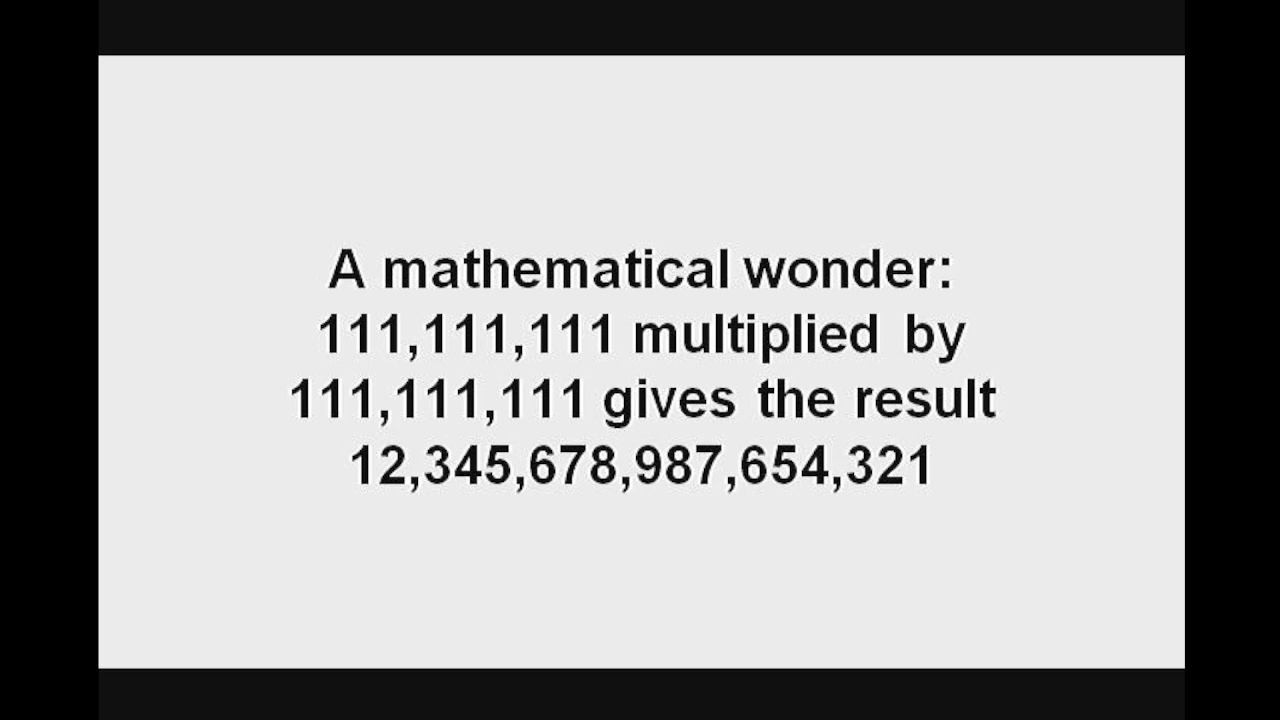 A mathematical wonder:
111,111,111 multiplied by
111,111,111 gives the result
12,345,678,987,654,321